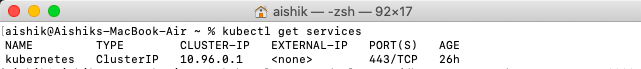 aishik — -zsh — 92×17
[aishik@Aishiks-MacBook-Air ~ % kubectl get services
NAME TYPE CLUSTER-IP EXTERNAL-IP PORT(S) AGE
kubernetes ClusterIP 10.96.0.1 <none> 443/TCP 26h